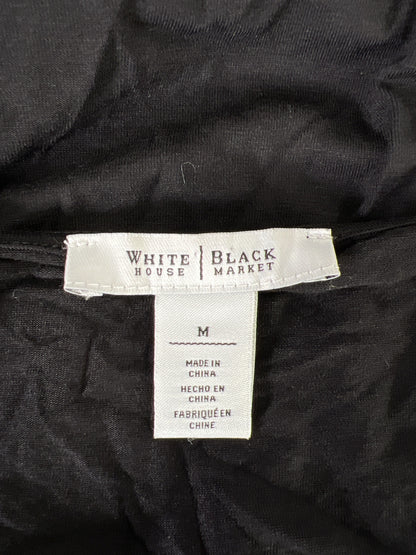 WHITE | BLACK
HOUSE | MARKET
M
MADE IN
CHINA
HECHO EN
CHINA
FABRIQUÉ EN
CHINE